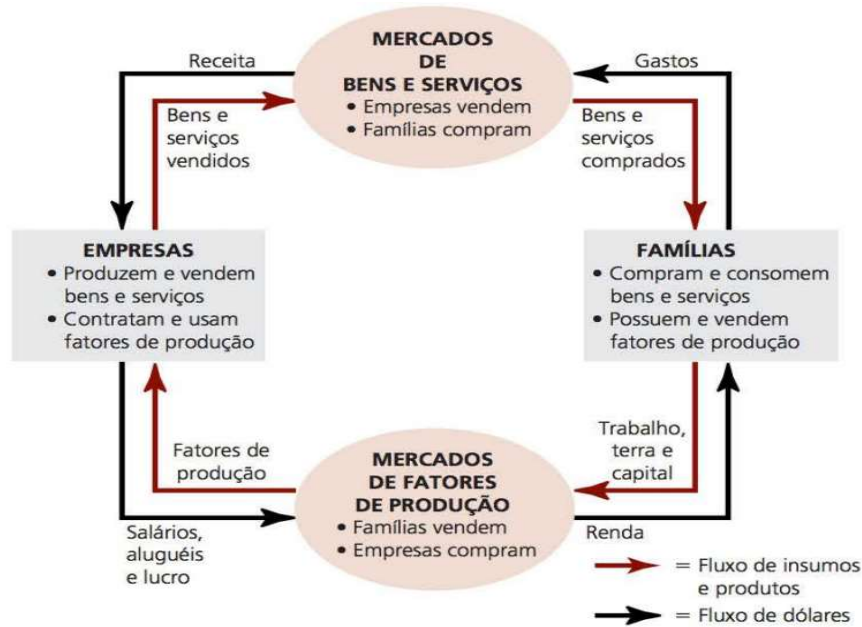 MERCADOS
DE
BENS E SERVIÇOS
• Empresas vendem
• Famílias compram
Receita
Gastos
Bens e
serviços
vendidos
Bens e
serviços
comprados
EMPRESAS
• Produzem e vendem
bens e serviços
• Contratam e usam
fatores de produção
FAMÍLIAS
• Compram e consomem
bens e serviços
• Possuem e vendem
fatores de produção
Fatores de
produção
Trabalho,
terra e
capital
MERCADOS
DE FATORES
DE PRODUÇÃO
• Famílias vendem
• Empresas compram
Salários,
aluguéis
e lucro
Renda
= Fluxo de insumos
e produtos
= Fluxo de dólares